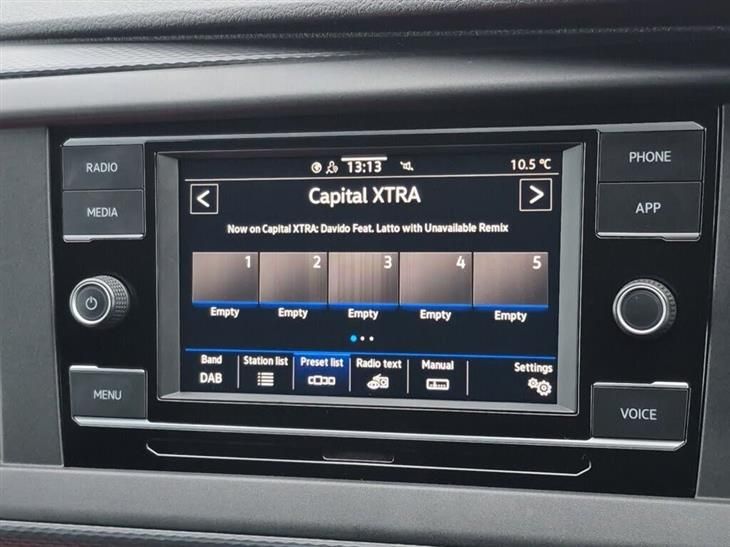 RADIO
MEDIA
MENU
13:13
10.5 °C
< Capital XTRA >
Now on Capital XTRA: Davido Feat. Latto with Unavailable Remix
1 2 3 4 5
Empty Empty Empty Empty Empty
Band Station list Preset list Radio text Manual Settings
DAB
PHONE
APP
VOICE